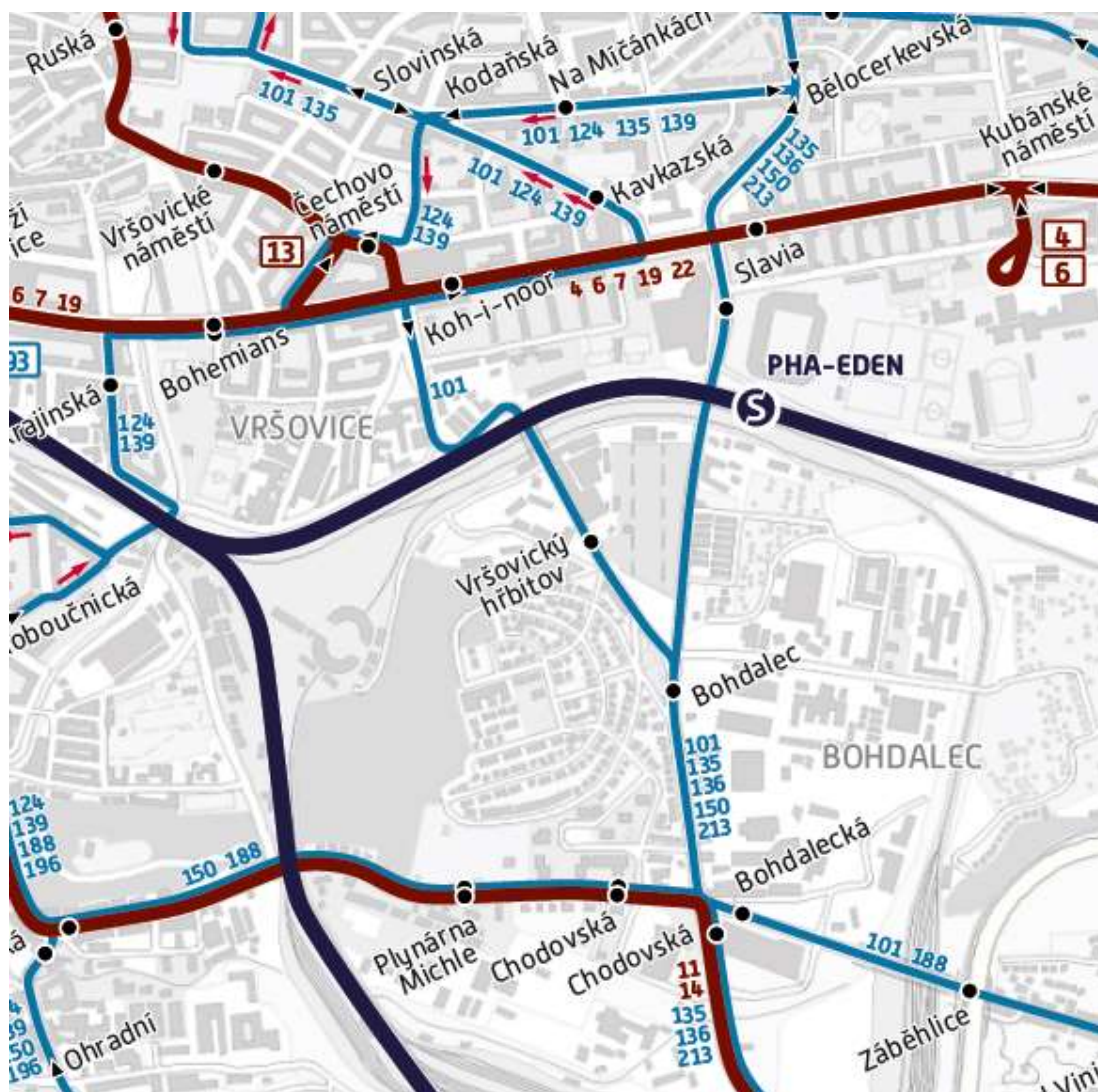 Ruská
Slovinská
Kodaňská
Na Míčánkách
Bělocerkevská
Kubánské
náměstí
101 135
101 124 135 139
135
136
150
213
Kavkazská
101 124 139
124
139
Čechovo
náměstí
Vršovické
náměstí
13
4
6
Slavia
4 6 7 19 22
Koh-i-noor
6 7 19
Bohemians
93
PHA-EDEN
S
101
124
139
VRŠOVICE
Vršovický
hřbitov
Bohdalec
BOHDALEC
101
135
136
150
213
124
139
188
196
150 188
Bohdalecká
Plynárna
Michle
Chodovská
Chodovská
11
14
135
136
213
101 188
Záběhlice
Ohradní
196